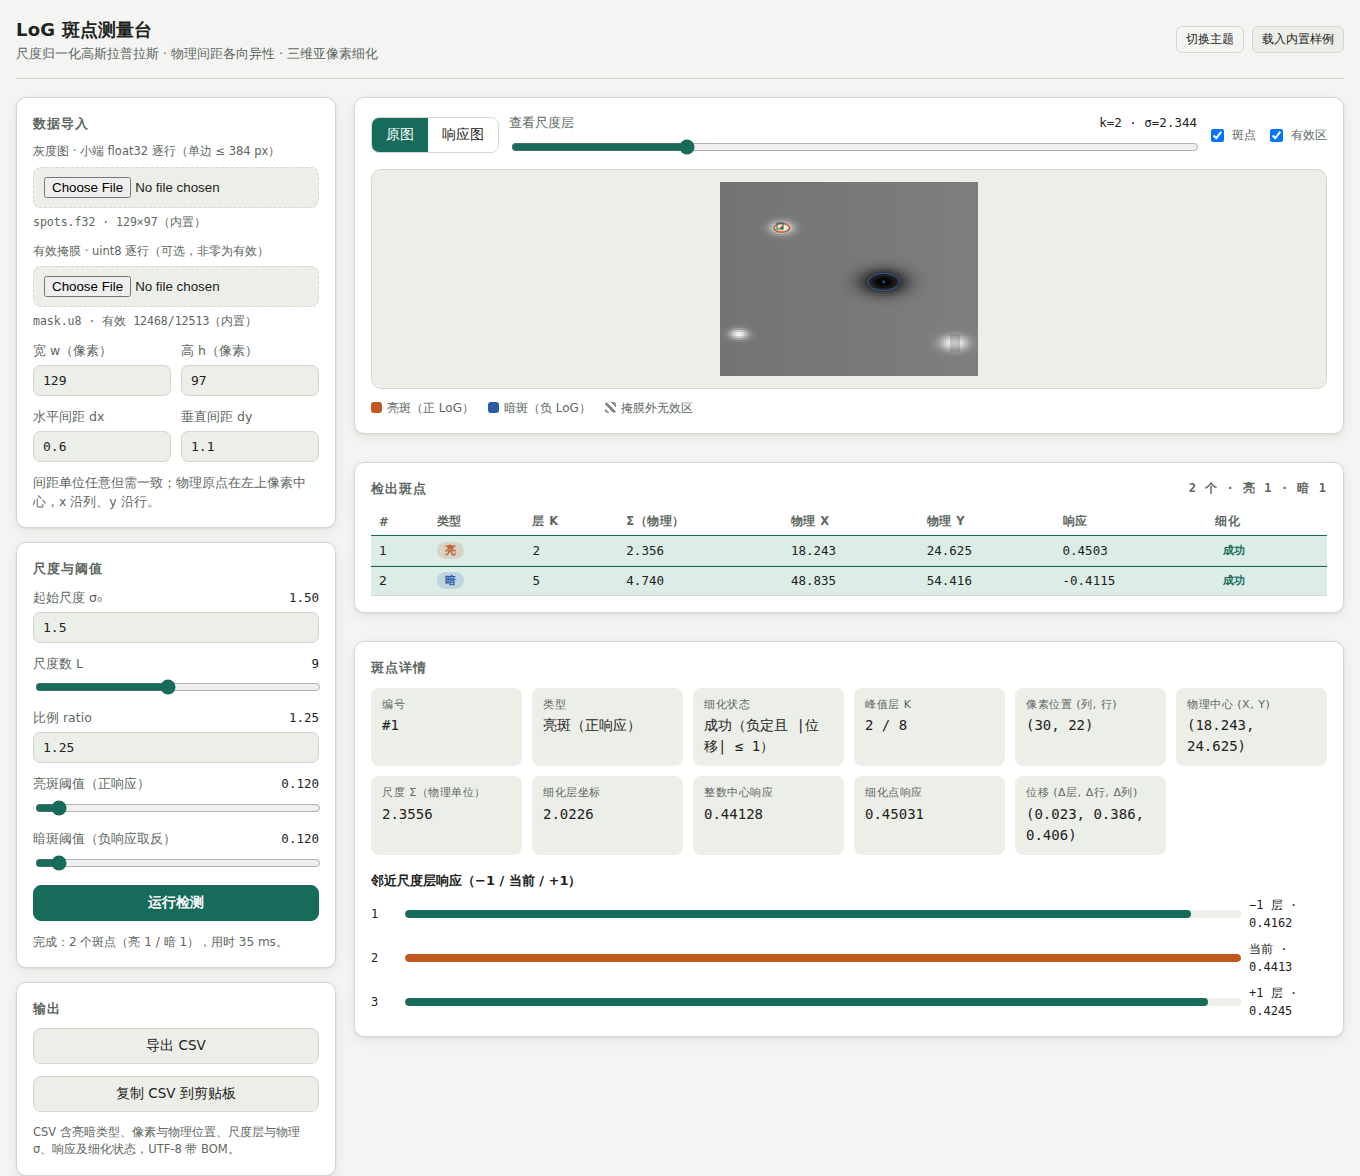 LoG 斑点测量台
尺度归一化高斯拉普拉斯 · 物理间距各向异性 · 三维亚像素细化
切换主题
载入内置样例
数据导入
灰度图 · 小端 float32 逐行（单边 ≤ 384 px）
Choose File No file chosen
spots.f32 · 129×97（内置）
有效掩膜 · uint8 逐行（可选，非零为有效）
Choose File No file chosen
mask.u8 · 有效 12468/12513（内置）
宽 w（像素）
高 h（像素）
129
97
水平间距 dx
垂直间距 dy
0.6
1.1
间距单位任意但需一致；物理原点在左上像素中
心，x 沿列、y 沿行。
尺度与阈值
起始尺度 σ₀ 1.50
1.5
尺度数 L 9
比例 ratio 1.25
1.25
亮斑阈值（正响应） 0.120
暗斑阈值（负响应取反） 0.120
运行检测
完成：2 个斑点（亮 1 / 暗 1），用时 35 ms。
输出
导出 CSV
复制 CSV 到剪贴板
CSV 含亮暗类型、像素与物理位置、尺度层与物理
σ、响应及细化状态，UTF-8 带 BOM。
原图
响应图
查看尺度层
k=2 · σ=2.344
斑点
有效区
亮斑（正 LoG） 暗斑（负 LoG） 掩膜外无效区
检出斑点
2 个 · 亮 1 · 暗 1
# 类型 层 K Σ（物理） 物理 X 物理 Y 响应 细化
1 亮 2 2.356 18.243 24.625 0.4503 成功
2 暗 5 4.740 48.835 54.416 -0.4115 成功
斑点详情
编号
#1
类型
亮斑（正响应）
细化状态
成功（负定且 |位
移| ≤ 1）
峰值层 K
2 / 8
像素位置 (列, 行)
(30, 22)
物理中心 (X, Y)
(18.243,
24.625)
尺度 Σ（物理单位）
2.3556
细化层坐标
2.0226
整数中心响应
0.44128
细化点响应
0.45031
位移 (Δ层, Δ行, Δ列)
(0.023, 0.386,
0.406)
邻近尺度层响应（−1 / 当前 / +1）
1
−1 层 ·
0.4162
2
当前 ·
0.4413
3
+1 层 ·
0.4245